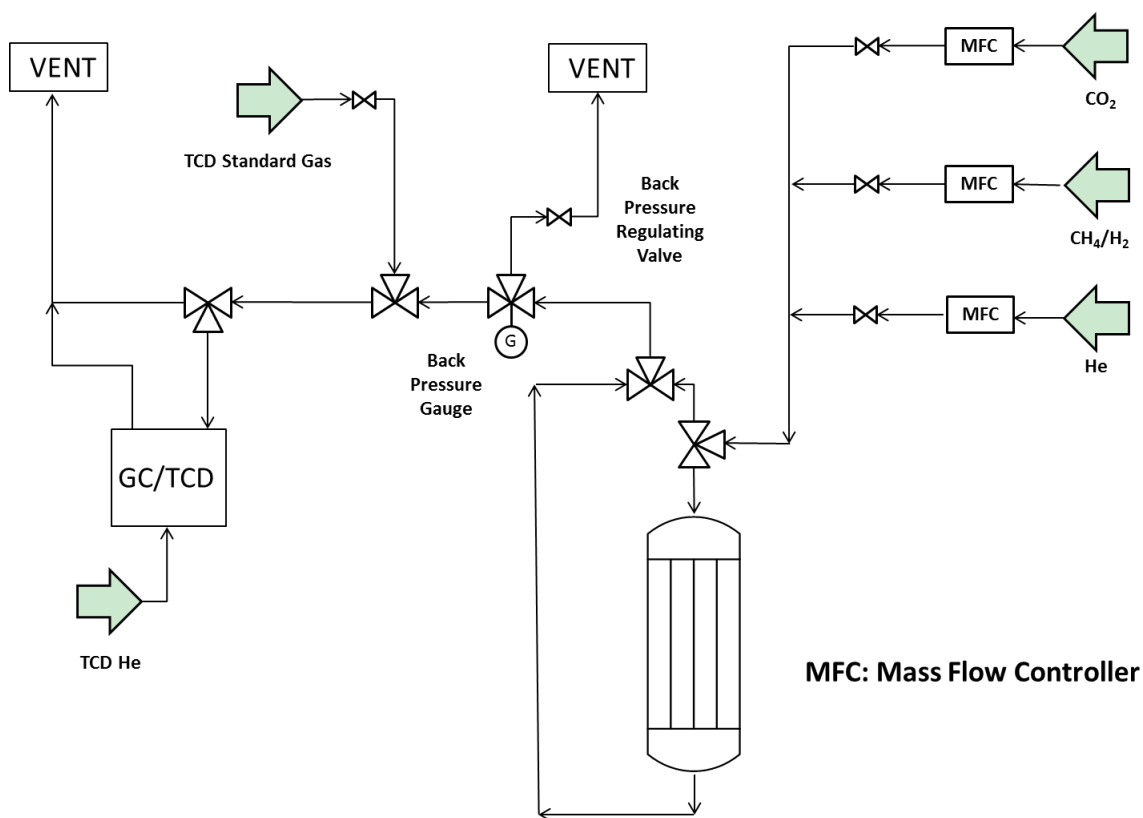 VENT
VENT
MFC
CO₂
TCD Standard Gas
Back
Pressure
Regulating
Valve
MFC
CH₄/H₂
MFC
He
G
Back
Pressure
Gauge
GC/TCD
TCD He
MFC: Mass Flow Controller